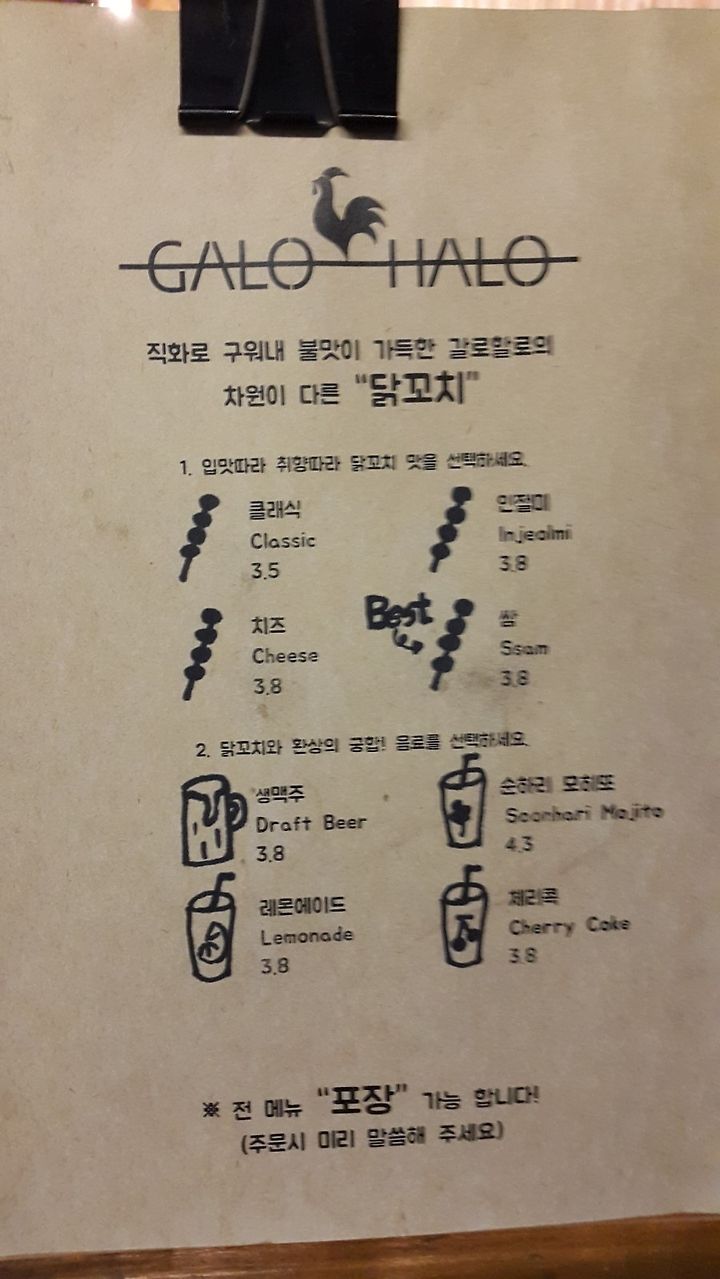 GALO HALO
직화로 구워내 불맛이 가득한 갈로할로의
차원이 다른 "닭꼬치"
1. 입맛따라 취향따라 닭꼬치 맛을 선택하세요.
클래식
Classic
3.5
인절미
Injeolmi
3.8
치즈
Cheese
3.8
Best
쌈
Ssam
3.8
2. 닭꼬치와 환상의 궁합! 음료를 선택하세요.
생맥주
Draft Beer
3.8
순하리 모히또
Soonhari Mojito
4.3
레몬에이드
Lemonade
3.8
체리콕
Cherry Coke
3.8
※ 전 메뉴 "포장" 가능 합니다!
(주문시 미리 말씀해 주세요)